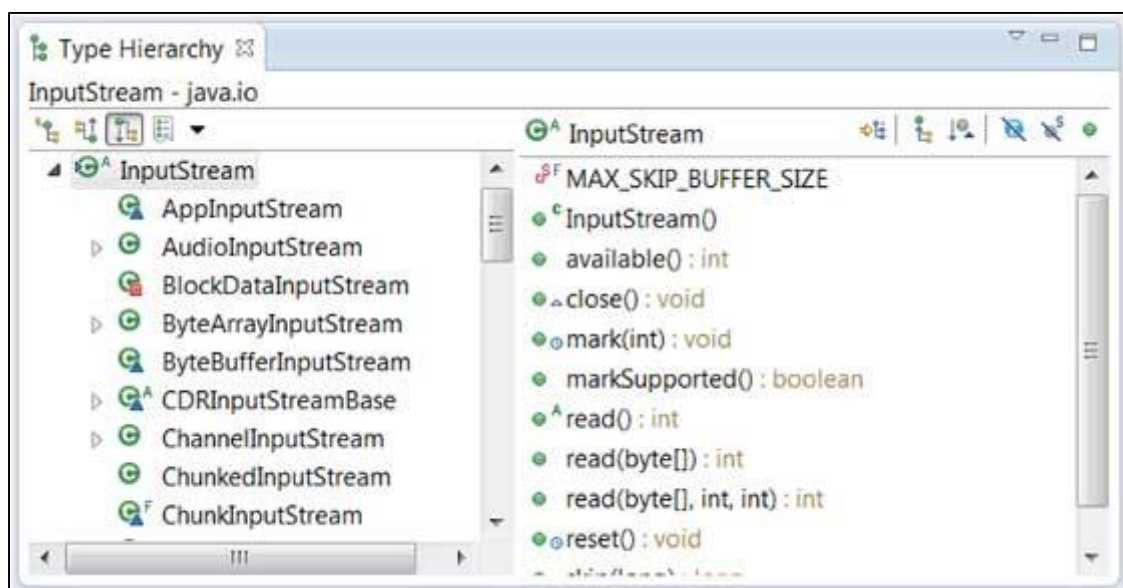 Type Hierarchy
InputStream - java.io
InputStream
AppInputStream
AudioInputStream
BlockDataInputStream
ByteArrayInputStream
ByteBufferInputStream
A CDRInputStreamBase
ChannelInputStream
ChunkedInputStream
F ChunkInputStream
A InputStream
S F MAX_SKIP_BUFFER_SIZE
c InputStream()
available() : int
close() : void
mark(int) : void
markSupported() : boolean
A read() : int
read(byte[]) : int
read(byte[], int, int) : int
reset() : void